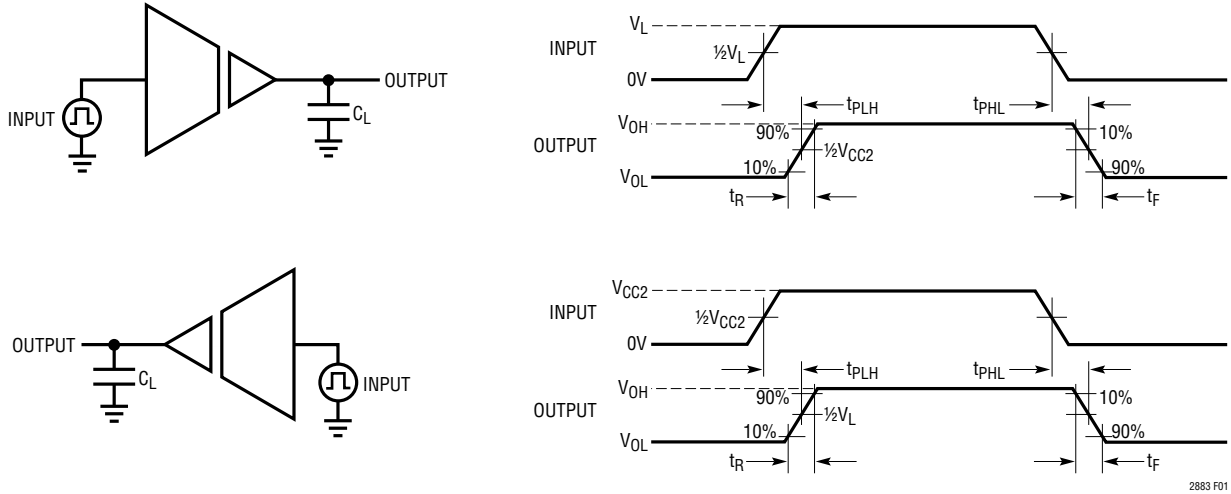 INPUT
OUTPUT
C_L
INPUT
V_L
½V_L
0V
t_PLH
t_PHL
OUTPUT
V_OH
90%
10%
½V_CC2
10%
90%
V_OL
t_R
t_F
OUTPUT
C_L
INPUT
INPUT
V_CC2
½V_CC2
0V
t_PLH
t_PHL
OUTPUT
V_OH
90%
10%
½V_L
10%
90%
V_OL
t_R
t_F
2883 F01